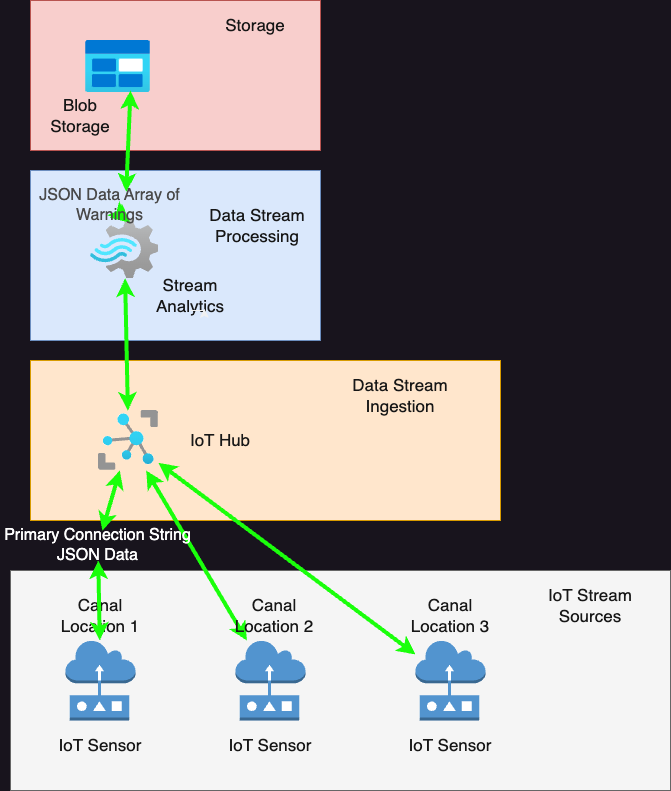 Storage
Blob
Storage
JSON Data Array of
Warnings
Data Stream
Processing
Stream
Analytics
Data Stream
Ingestion
IoT Hub
Primary Connection String
JSON Data
IoT Stream
Sources
Canal
Location 1
Canal
Location 2
Canal
Location 3
IoT Sensor
IoT Sensor
IoT Sensor